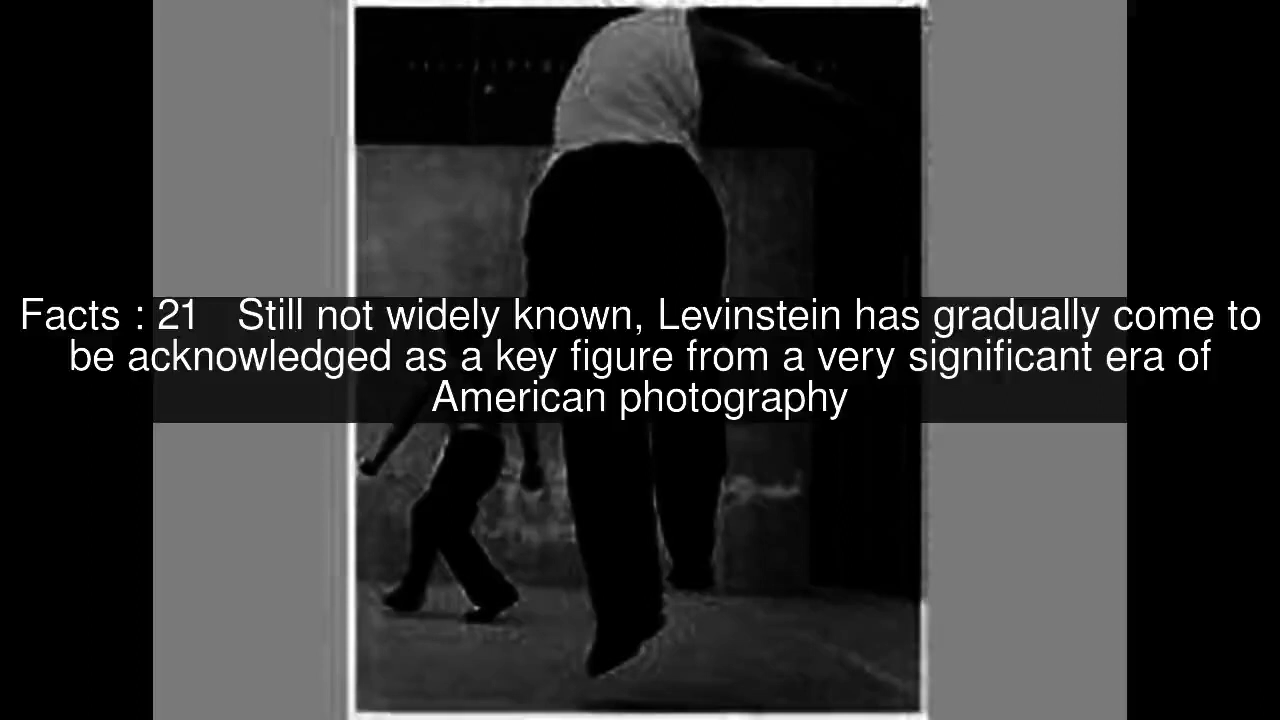 Facts : 21 Still not widely known, Levinstein has gradually come to
be acknowledged as a key figure from a very significant era of
American photography